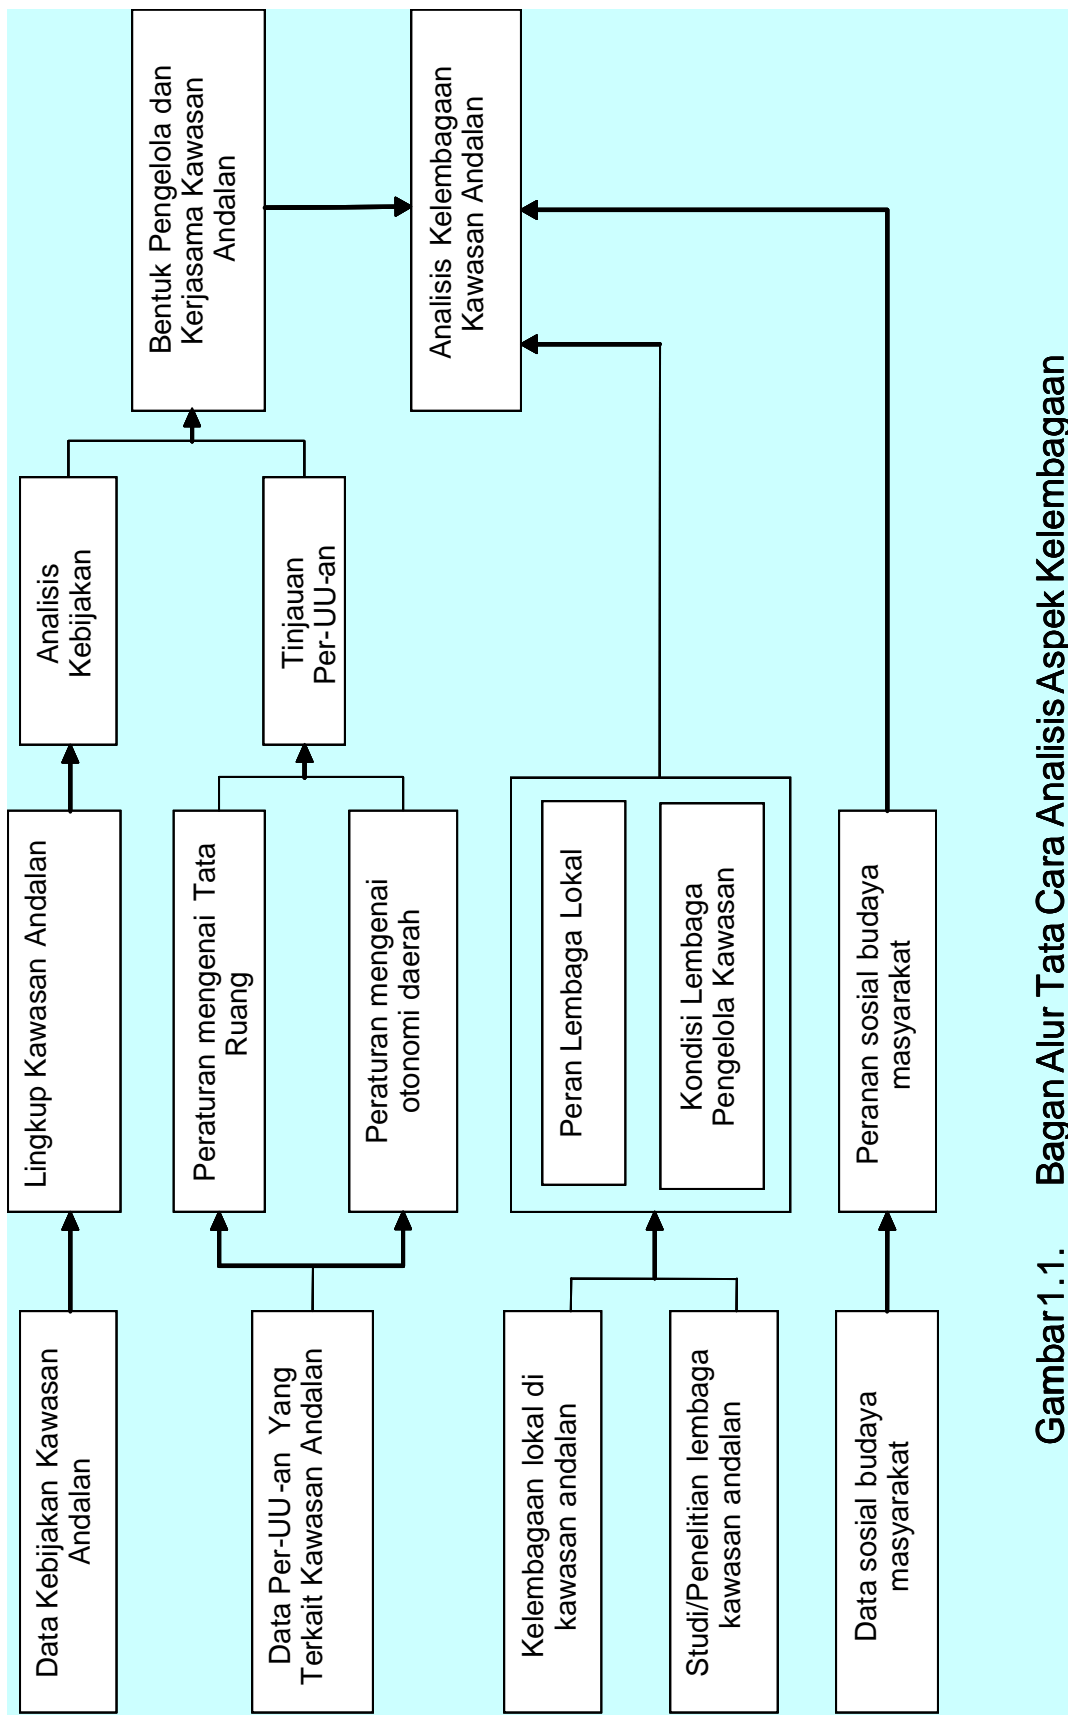 Data Kebijakan Kawasan
Andalan
Lingkup Kawasan Andalan
Analisis
Kebijakan
Bentuk Pengelola dan
Kerjasama Kawasan
Andalan
Data Per-UU-an Yang
Terkait Kawasan Andalan
Peraturan mengenai Tata
Ruang
Peraturan mengenai
otonomi daerah
Tinjauan
Per-UU-an
Analisis Kelembagaan
Kawasan Andalan
Kelembagaan lokal di
kawasan andalan
Studi/Penelitian lembaga
kawasan andalan
Peran Lembaga Lokal
Kondisi Lembaga
Pengelola Kawasan
Data sosial budaya
masyarakat
Peranan sosial budaya
masyarakat
Gambar1.1. Bagan Alur Tata Cara Analisis Aspek Kelembagaan